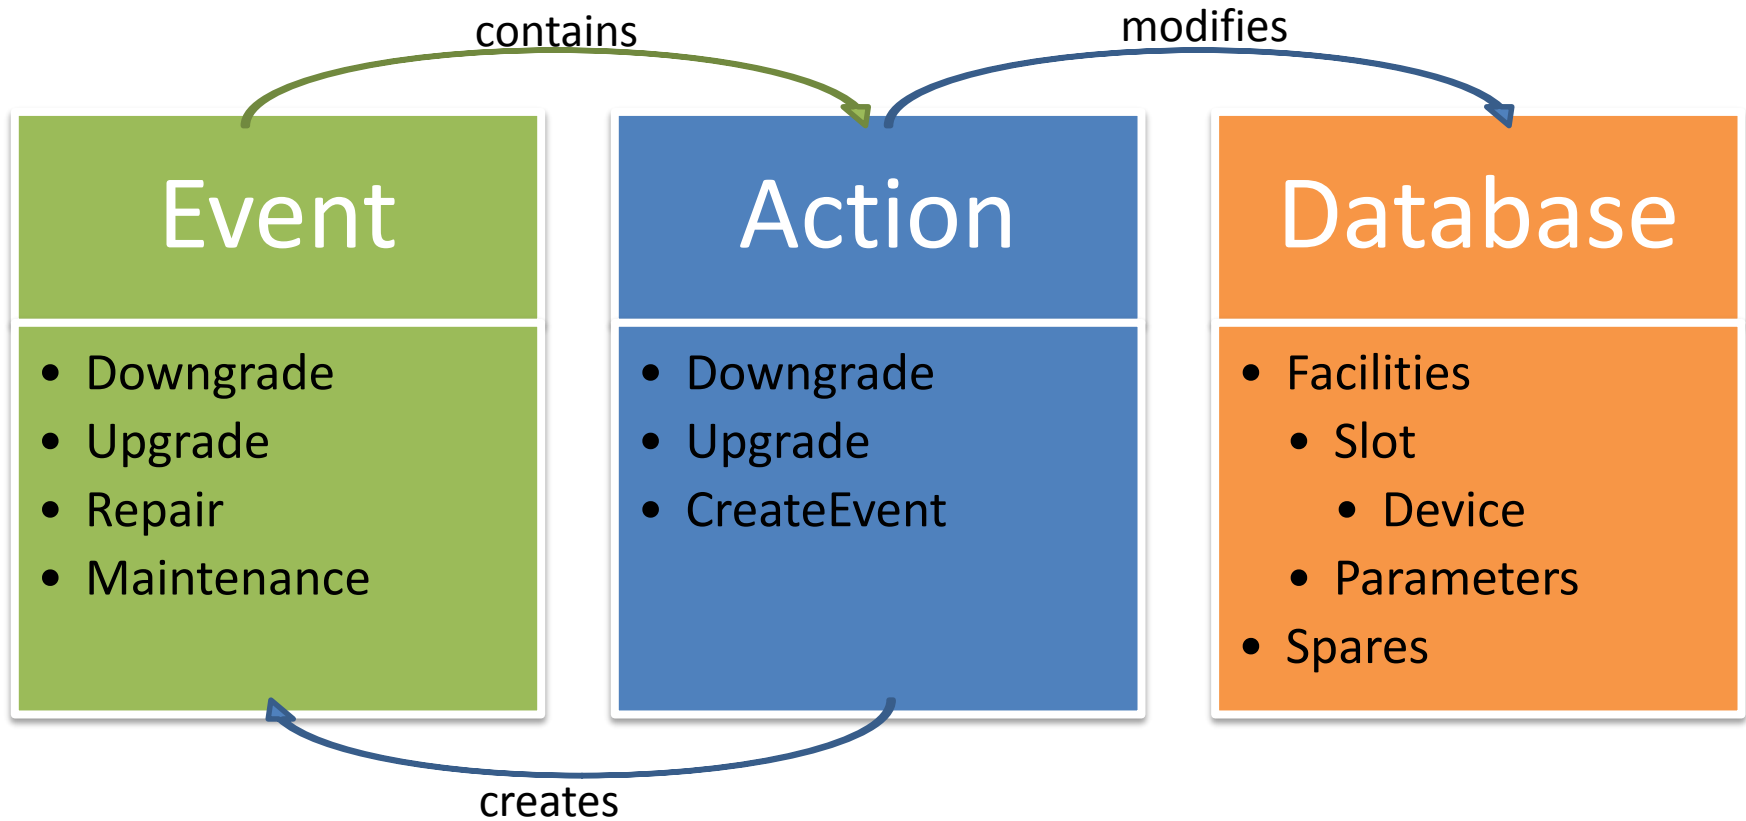 contains
modifies
Event
Action
Database
• Downgrade
• Upgrade
• Repair
• Maintenance
• Downgrade
• Upgrade
• CreateEvent
• Facilities
• Slot
• Device
• Parameters
• Spares
creates